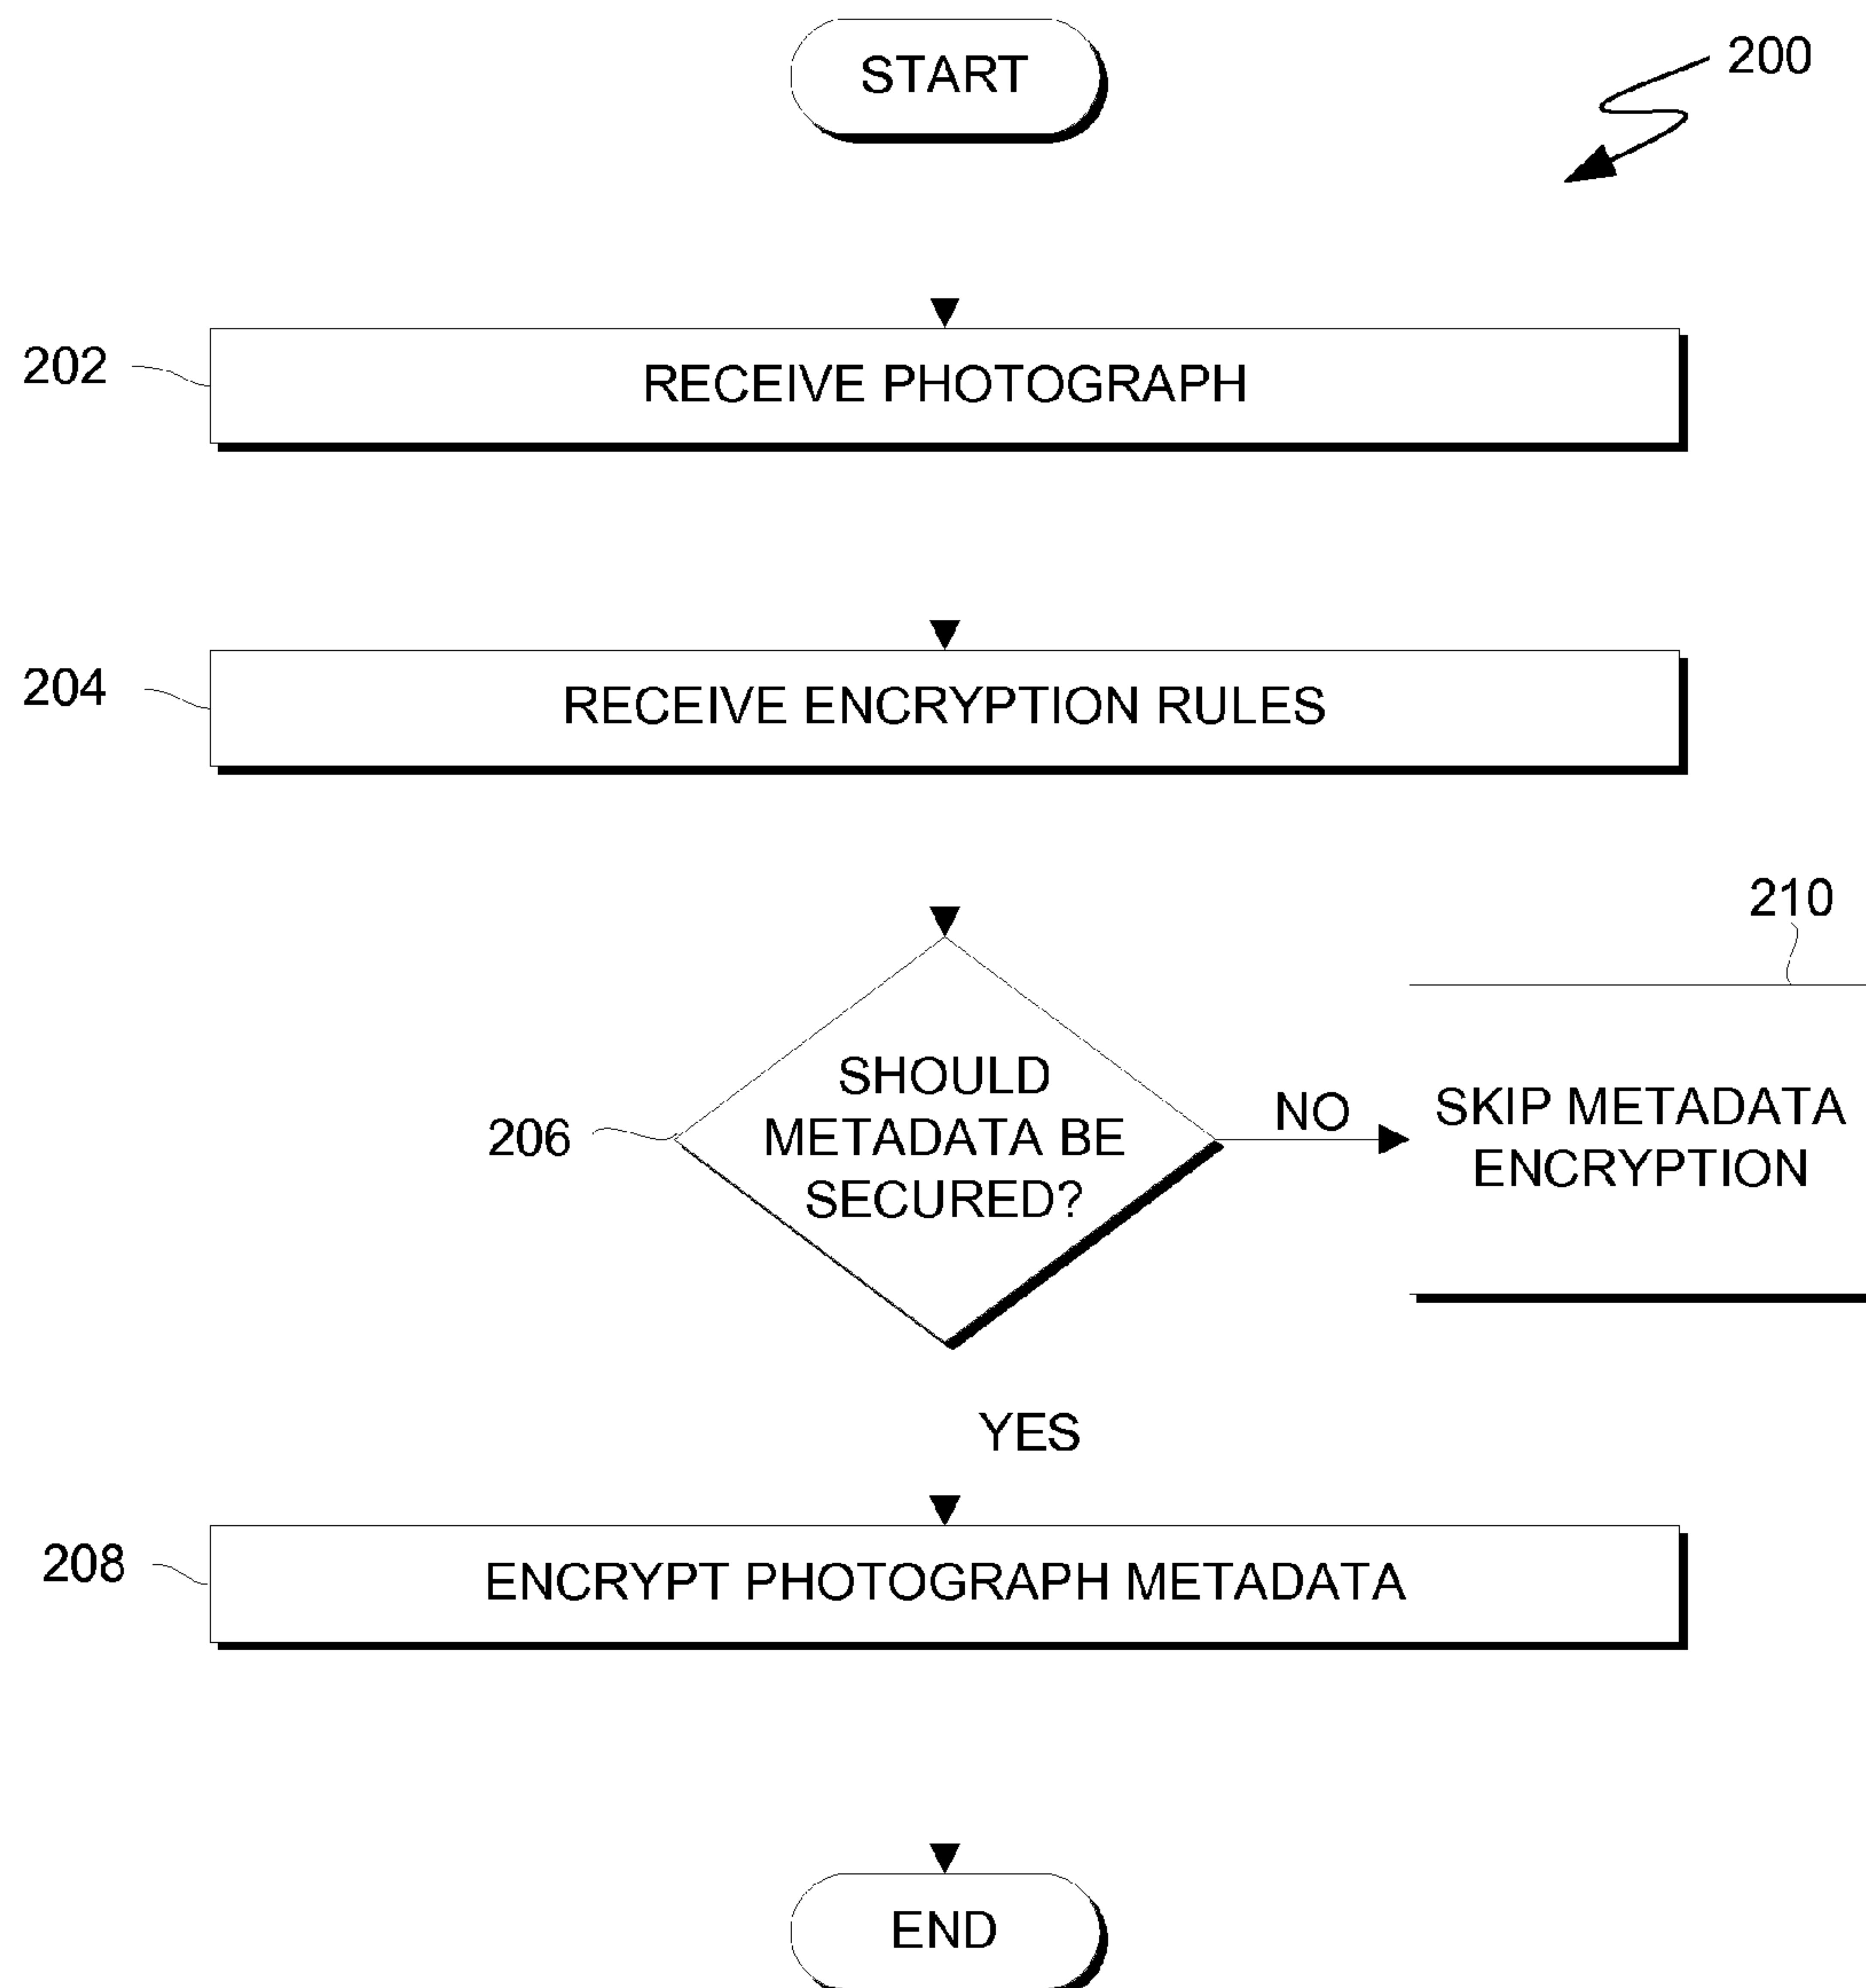 START
200
202
RECEIVE PHOTOGRAPH
204
RECEIVE ENCRYPTION RULES
210
206
SHOULD
METADATA BE
SECURED?
NO
SKIP METADATA
ENCRYPTION
YES
208
ENCRYPT PHOTOGRAPH METADATA
END